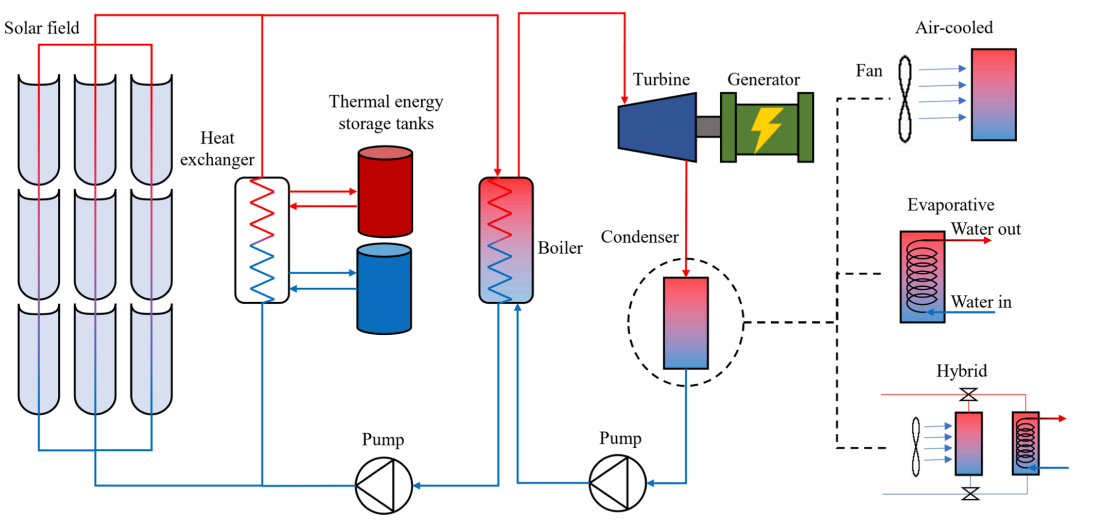 Solar field
Heat
exchanger
Thermal energy
storage tanks
Boiler
Pump
Pump
Turbine
Generator
Condenser
Air-cooled
Fan
Evaporative
Water out
Water in
Hybrid